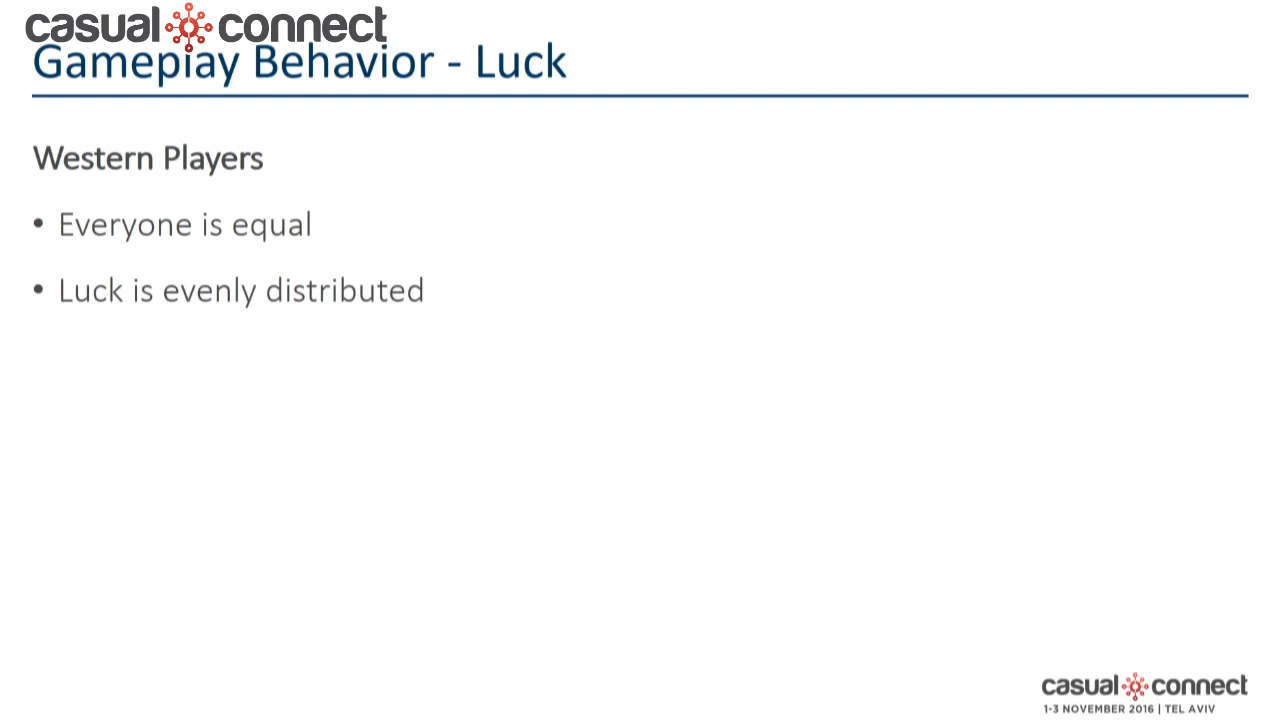 casual connect
Gameplay Behavior - Luck
Western Players
• Everyone is equal
• Luck is evenly distributed
casual connect
1-3 NOVEMBER 2016 | TEL AVIV